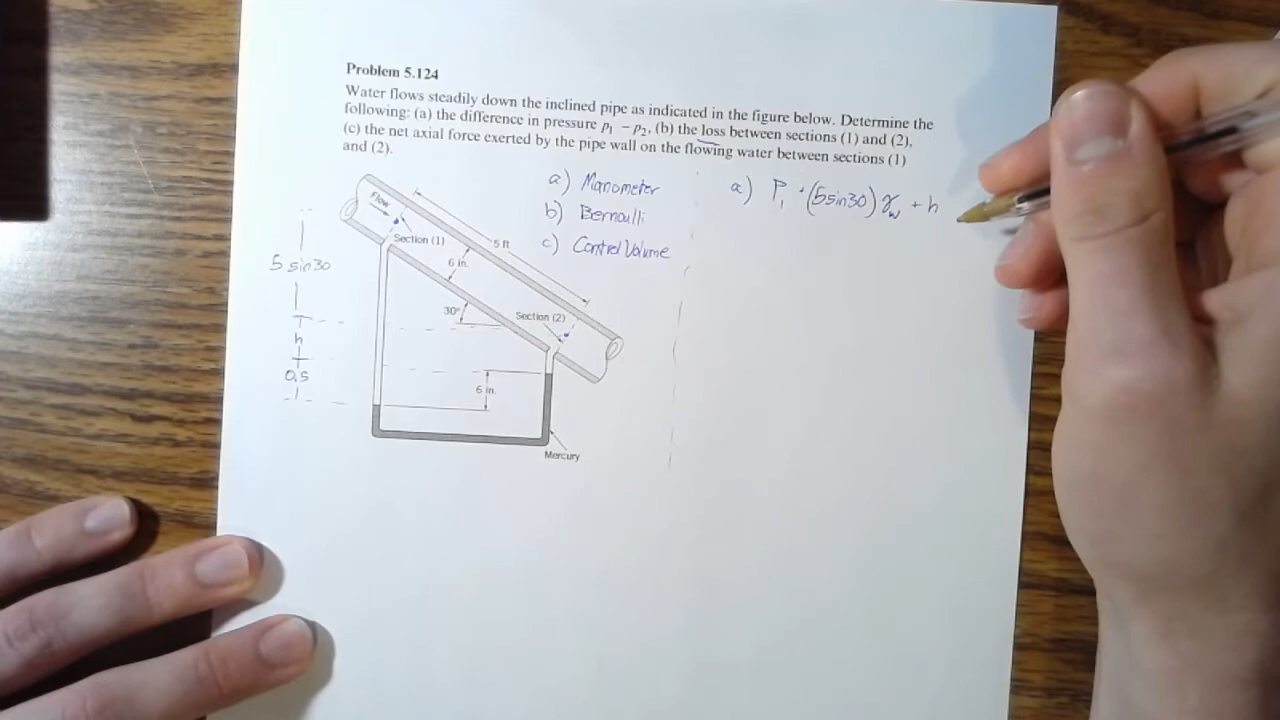 Problem 5.124
Water flows steadily down the inclined pipe as indicated in the figure below. Determine the
following: (a) the difference in pressure p₁ − p₂, (b) the loss between sections (1) and (2),
(c) the net axial force exerted by the pipe wall on the flowing water between sections (1)
and (2).
a) Manometer
b) Bernoulli
c) Control Volume
a) P₁ + (5sin30) γw + h
Flow
Section (1)
5 ft
6 in.
30°
Section (2)
6 in.
Mercury
5 sin30
h
0.5